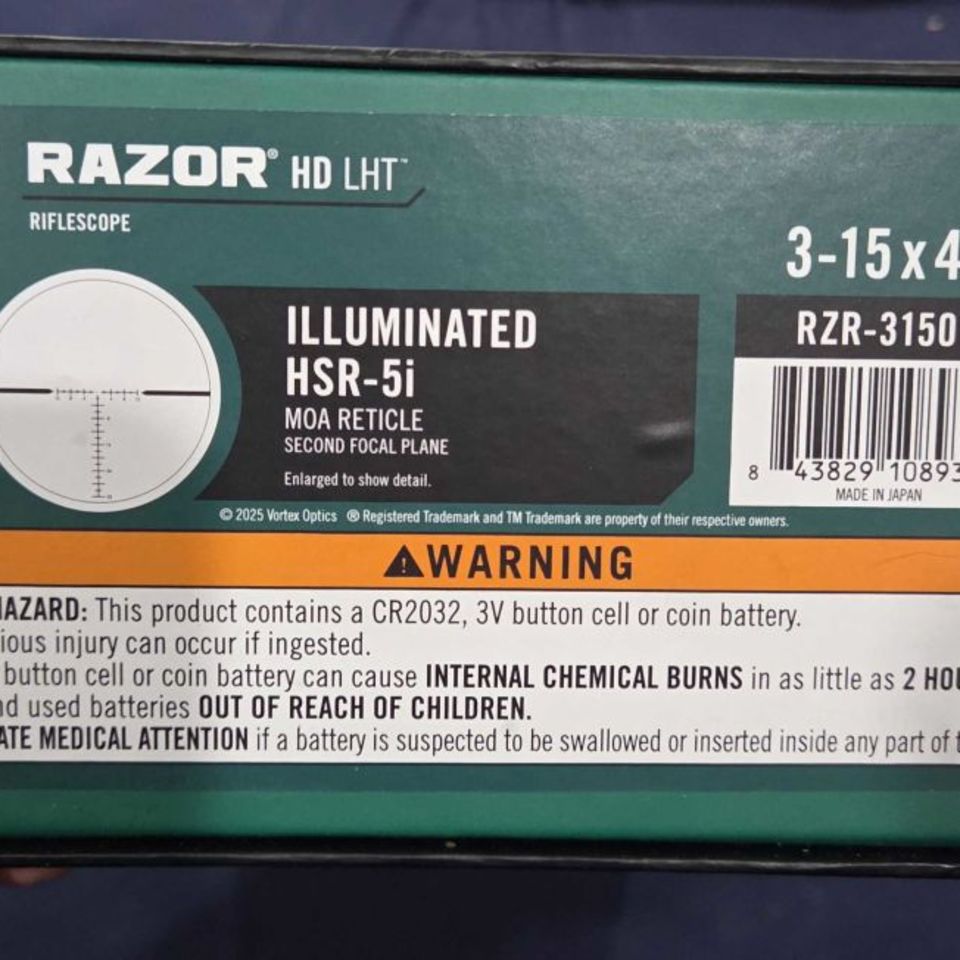 RAZOR® HD LHT™
RIFLESCOPE
3-15 x 4
ILLUMINATED
HSR-5i
MOA RETICLE
SECOND FOCAL PLANE
Enlarged to show detail.
RZR-3150
8 43829 10893
MADE IN JAPAN
© 2025 Vortex Optics ® Registered Trademark and TM Trademark are property of their respective owners.
WARNING
HAZARD: This product contains a CR2032, 3V button cell or coin battery.
ious injury can occur if ingested.
button cell or coin battery can cause INTERNAL CHEMICAL BURNS in as little as 2 HOU
nd used batteries OUT OF REACH OF CHILDREN.
ATE MEDICAL ATTENTION if a battery is suspected to be swallowed or inserted inside any part of t